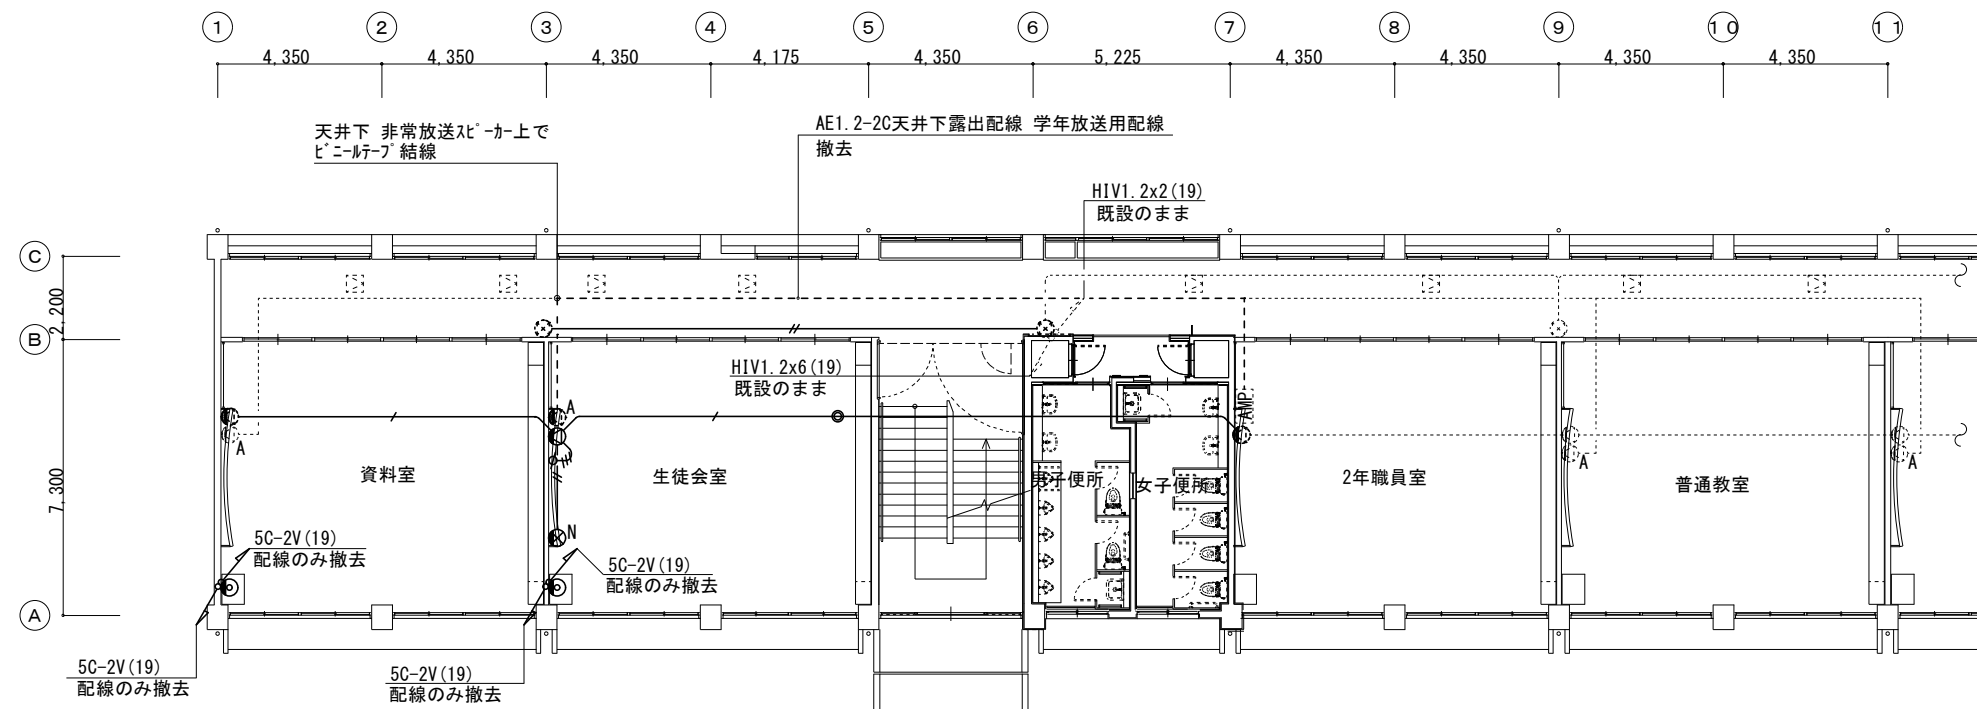 1 2 3 4 5 6 7 8 9 10 11
4,350 4,350 4,350 4,175 4,350 5,225 4,350 4,350 4,350 4,350
天井下 非常放送ｽﾋﾟｰｶｰ上で
ﾋﾞﾆｰﾙﾃｰﾌﾟ結線
AE1.2-2C天井下露出配線 学年放送用配線
撤去
HIV1.2x2(19)
既設のまま
C
2,200
B
HIV1.2x6(19)
既設のまま
7,300
A
A
A
AMP
A
A
N
資料室
生徒会室
男子便所
女子便所
2年職員室
普通教室
5C-2V(19)
配線のみ撤去
5C-2V(19)
配線のみ撤去
5C-2V(19)
配線のみ撤去
5C-2V(19)
配線のみ撤去
A